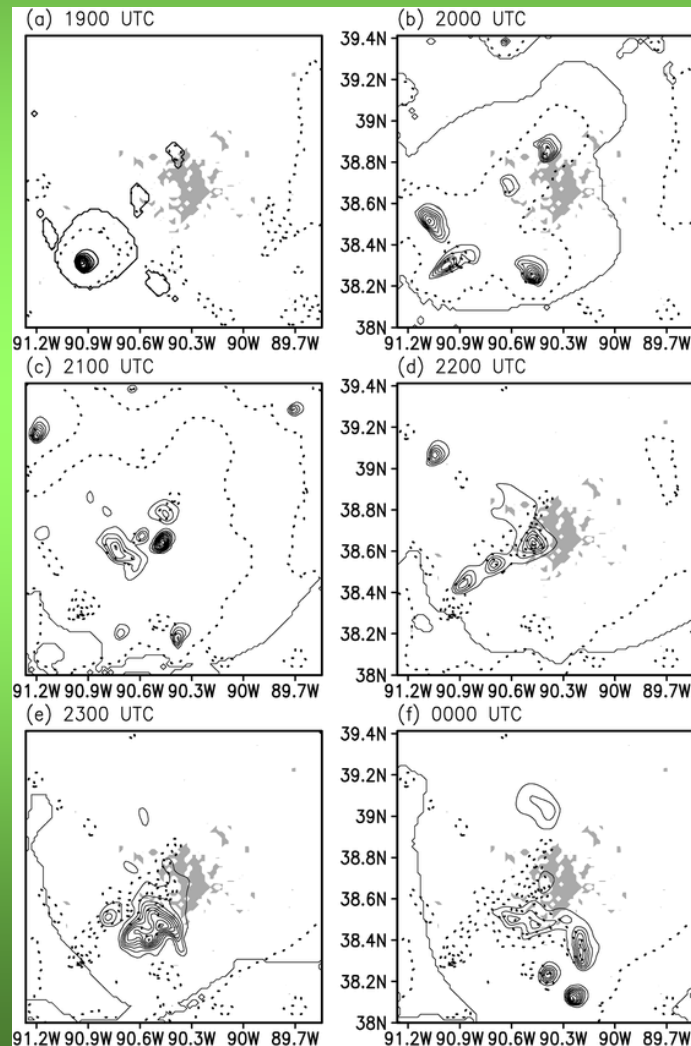 (a) 1900 UTC
(b) 2000 UTC
39.4N
39.2N
39N
38.8N
38.6N
38.4N
38.2N
38N
91.2W 90.9W 90.6W 90.3W 90W 89.7W
91.2W 90.9W 90.6W 90.3W 90W 89.7W
(c) 2100 UTC
(d) 2200 UTC
39.4N
39.2N
39N
38.8N
38.6N
38.4N
38.2N
38N
91.2W 90.9W 90.6W 90.3W 90W 89.7W
91.2W 90.9W 90.6W 90.3W 90W 89.7W
(e) 2300 UTC
(f) 0000 UTC
39.4N
39.2N
39N
38.8N
38.6N
38.4N
38.2N
38N
91.2W 90.9W 90.6W 90.3W 90W 89.7W
91.2W 90.9W 90.6W 90.3W 90W 89.7W